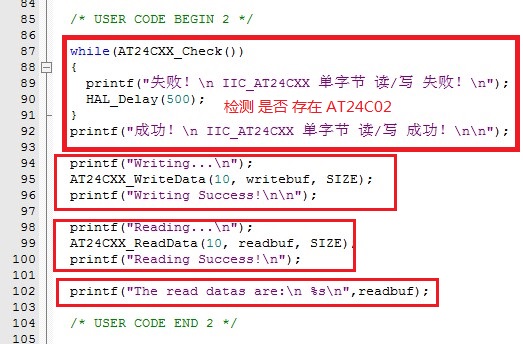 84
85 /* USER CODE BEGIN 2 */
86
87 while(AT24CXX_Check())
88 {
89 printf("失败! \n IIC_AT24CXX 单字节 读/写 失败! \n");
90 HAL_Delay(500);
检测 是否 存在 AT24C02
91 }
92 printf("成功! \n IIC_AT24CXX 单字节 读/写 成功! \n\n");
93
94 printf("Writing...\n");
95 AT24CXX_WriteData(10, writebuf, SIZE);
96 printf("Writing Success!\n\n");
97
98 printf("Reading...\n");
99 AT24CXX_ReadData(10, readbuf, SIZE)
100 printf("Reading Success!\n");
101
102 printf("The read datas are:\n %s\n",readbuf);
103
104 /* USER CODE END 2 */
105